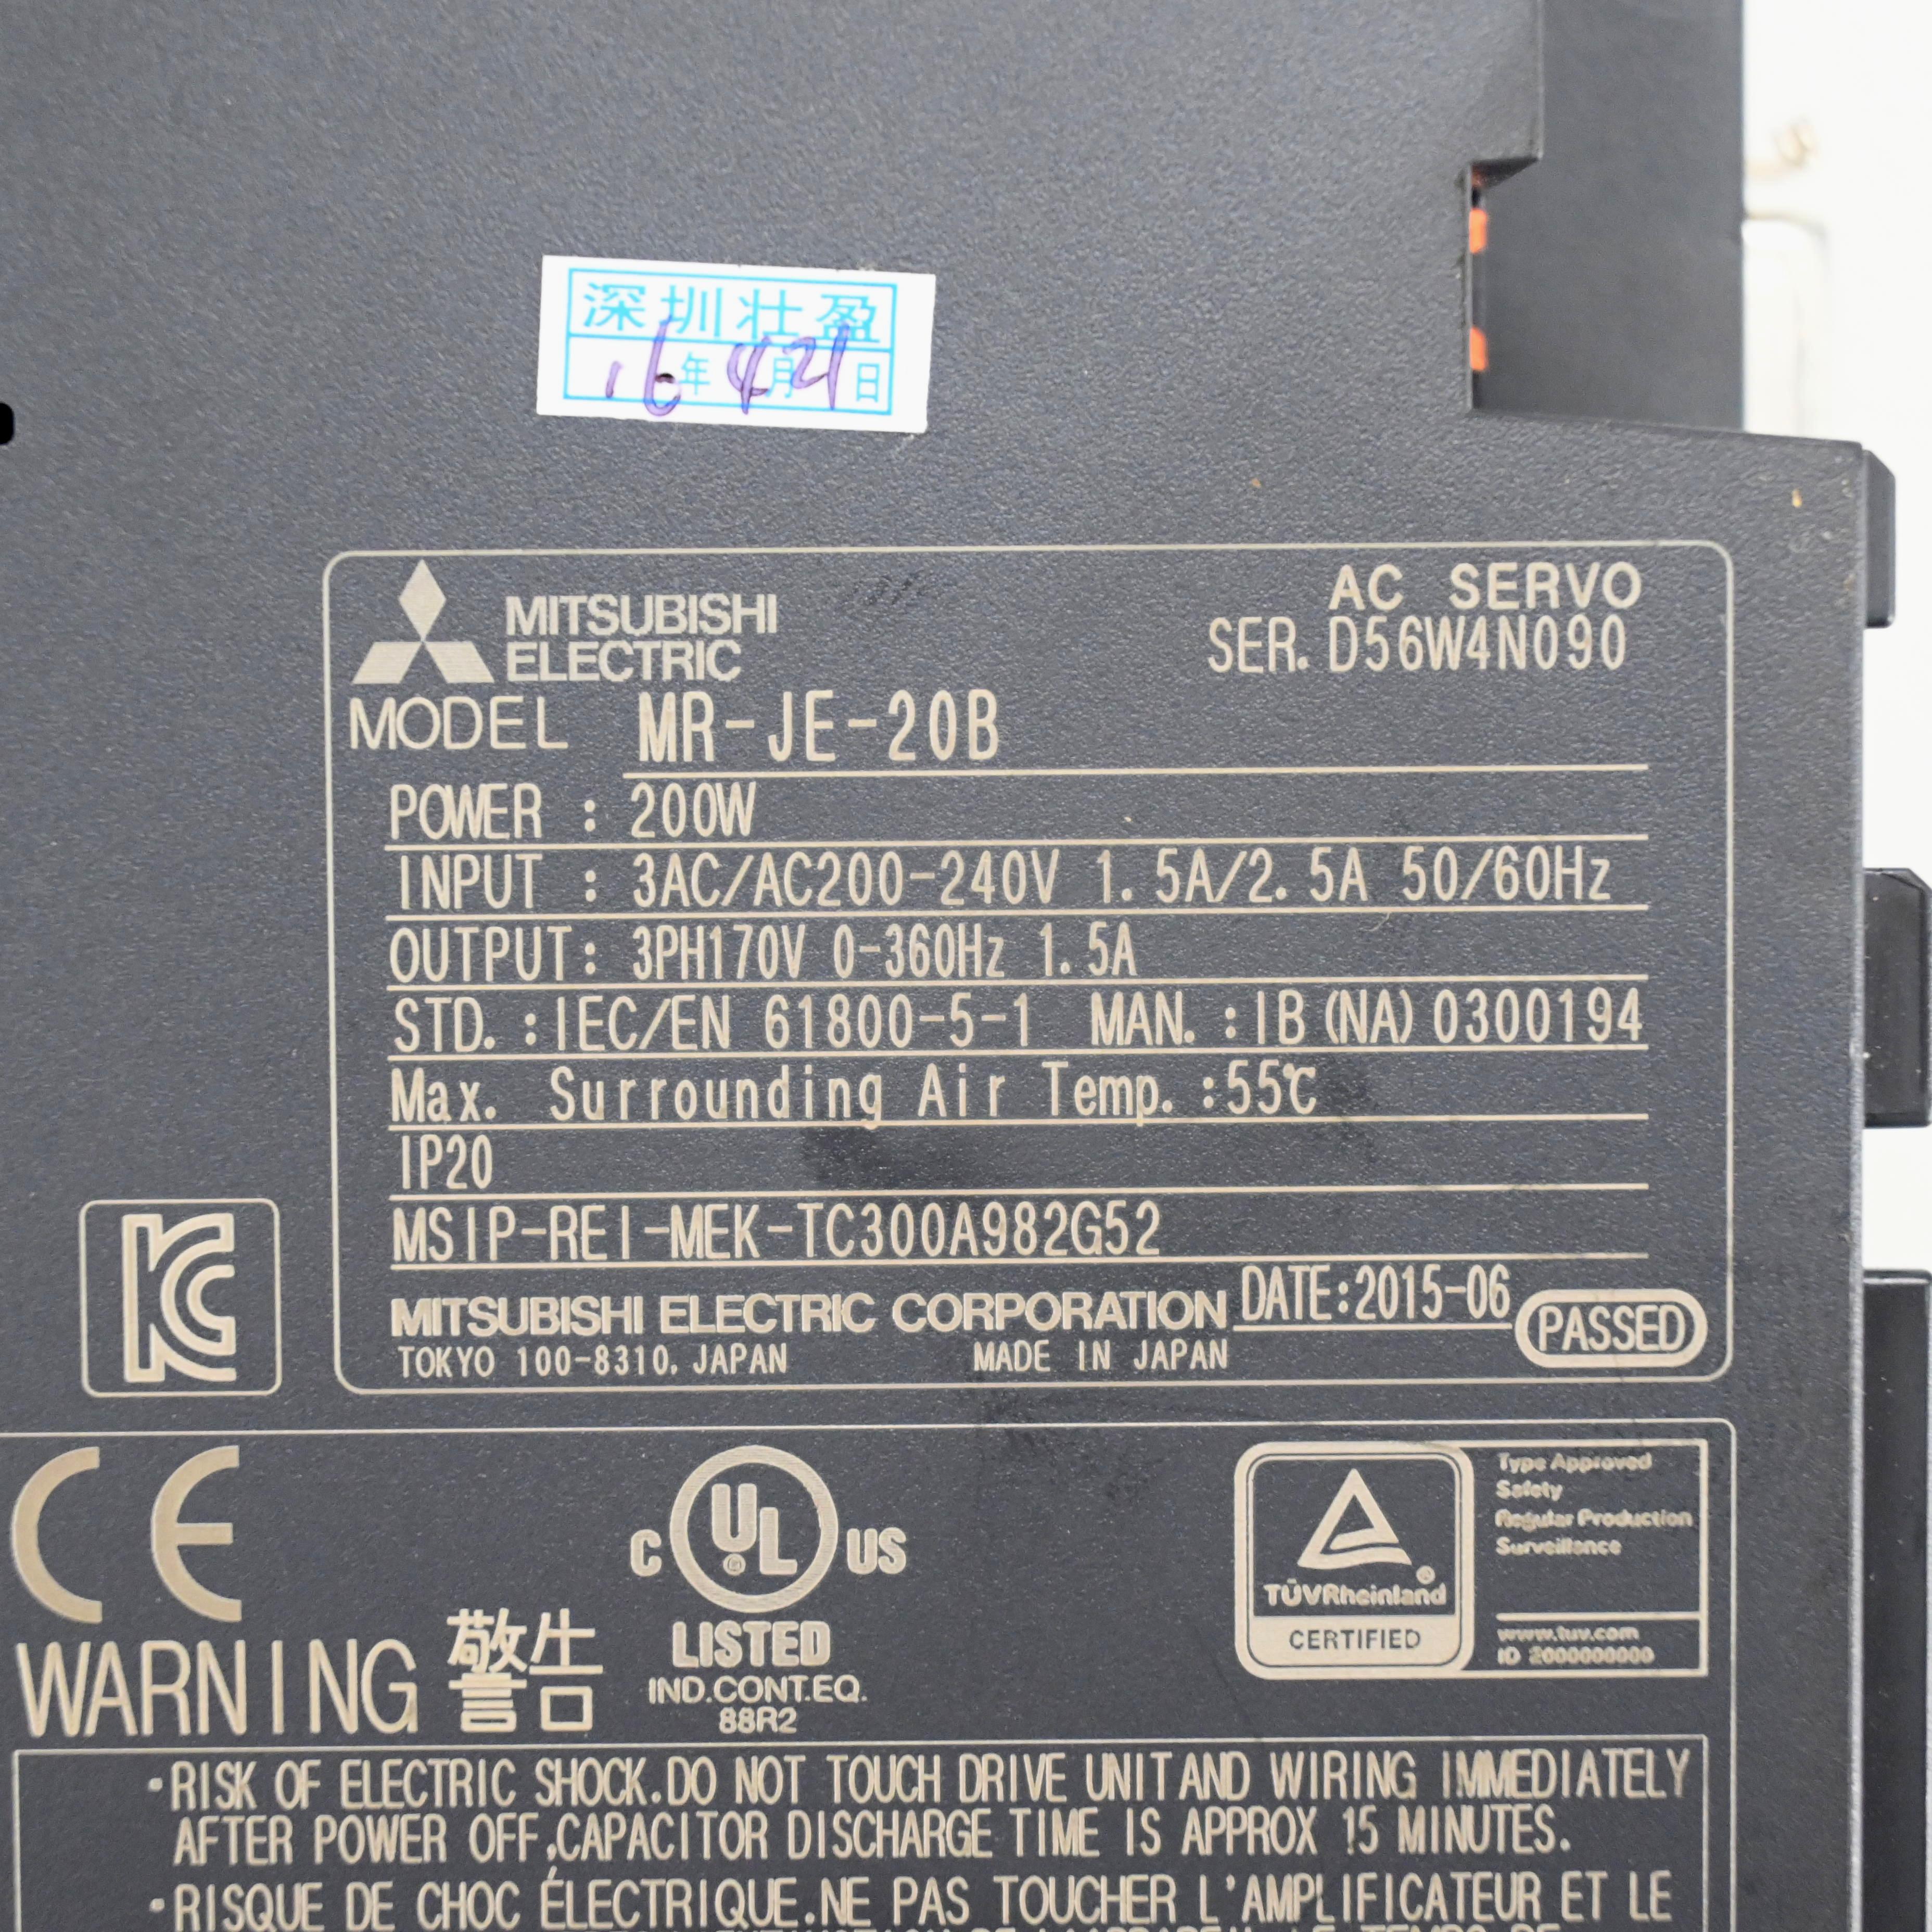 深圳壮盈
16年4月21日
MITSUBISHI
ELECTRIC
AC SERVO
SER. D56W4N090
MODEL MR-JE-20B
POWER : 200W
INPUT : 3AC/AC200-240V 1.5A/2.5A 50/60Hz
OUTPUT: 3PH170V 0-360Hz 1.5A
STD. :IEC/EN 61800-5-1 MAN. :IB(NA)0300194
Max. Surrounding Air Temp. :55℃
IP20
MSIP-REI-MEK-TC300A982G52
MITSUBISHI ELECTRIC CORPORATION DATE:2015-06
TOKYO 100-8310, JAPAN MADE IN JAPAN
PASSED
CE
C UL US
®
LISTED
IND.CONT.EQ.
88R2
TÜVRheinland®
CERTIFIED
Type Approved
Safety
Regular Production
Surveillance
www.tuv.com
ID 2000000000
WARNING 警告
・RISK OF ELECTRIC SHOCK.DO NOT TOUCH DRIVE UNIT AND WIRING IMMEDIATELY
AFTER POWER OFF,CAPACITOR DISCHARGE TIME IS APPROX 15 MINUTES.
・RISQUE DE CHOC ÉLECTRIQUE.NE PAS TOUCHER L'AMPLIFICATEUR ET LE